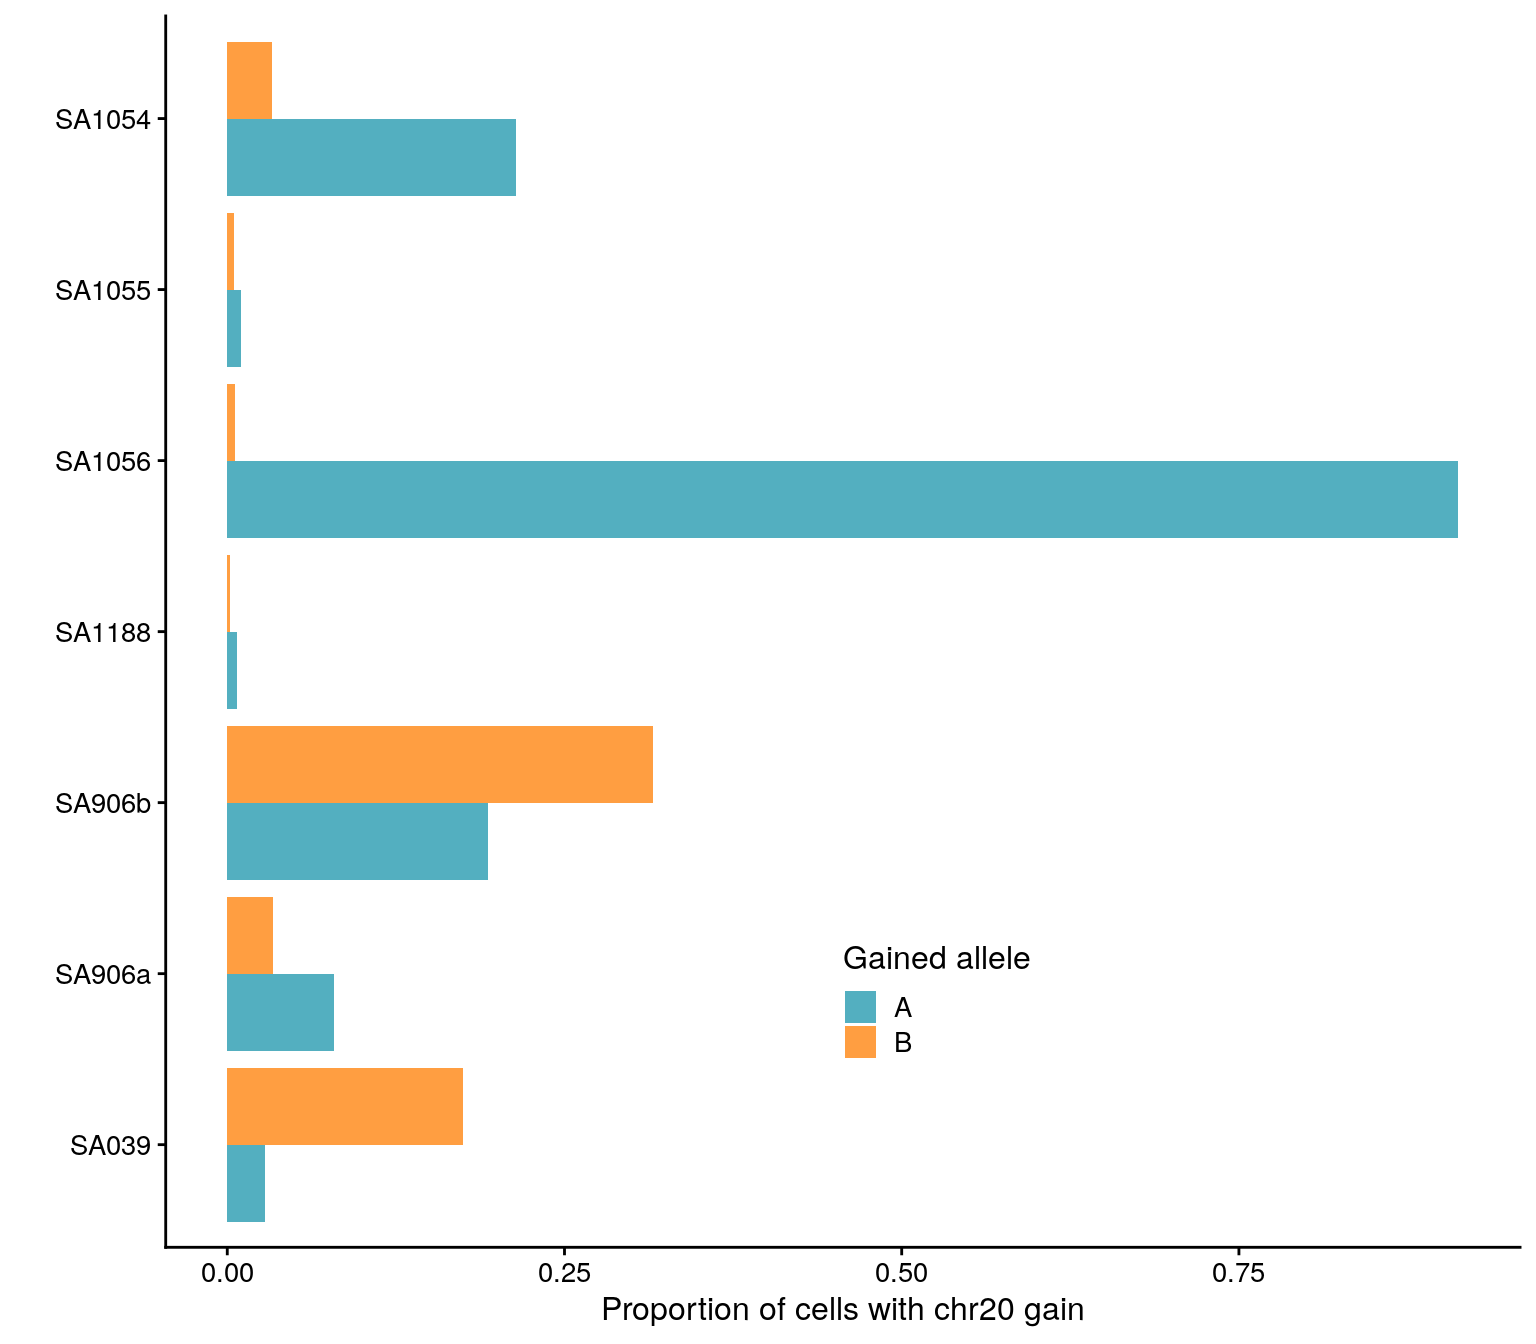 SA1054
SA1055
SA1056
SA1188
SA906b
SA906a
SA039
Gained allele
A
B
0.00 0.25 0.50 0.75
Proportion of cells with chr20 gain